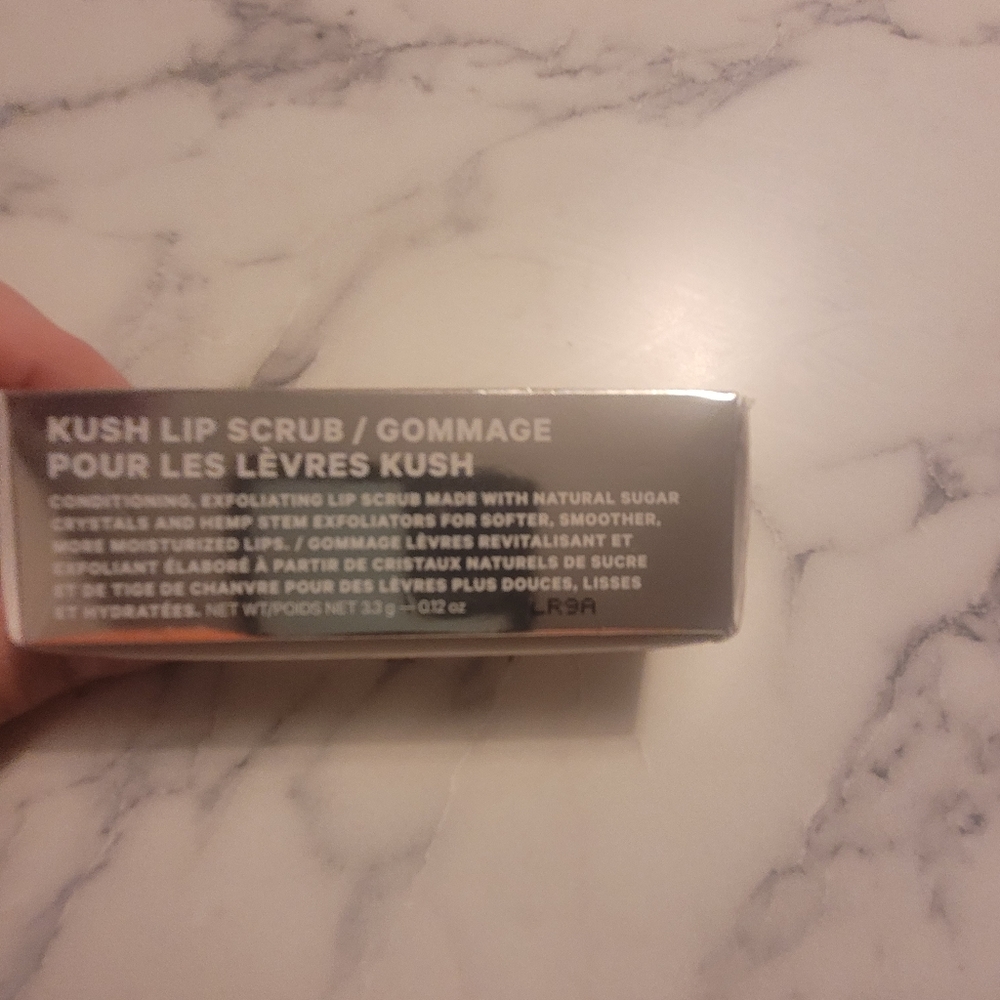 KUSH LIP SCRUB / GOMMAGE
POUR LES LÈVRES KUSH
CONDITIONING, EXFOLIATING LIP SCRUB MADE WITH NATURAL SUGAR
CRYSTALS AND HEMP STEM EXFOLIATORS FOR SOFTER, SMOOTHER,
MORE MOISTURIZED LIPS. / GOMMAGE LÈVRES REVITALISANT ET
EXFOLIANT ÉLABORÉ À PARTIR DE CRISTAUX NATURELS DE SUCRE
ET DE TIGE DE CHANVRE POUR DES LÈVRES PLUS DOUCES, LISSES
ET HYDRATÉES. NET WT/POIDS NET 3.3 g — 0.12 oz
LR9A